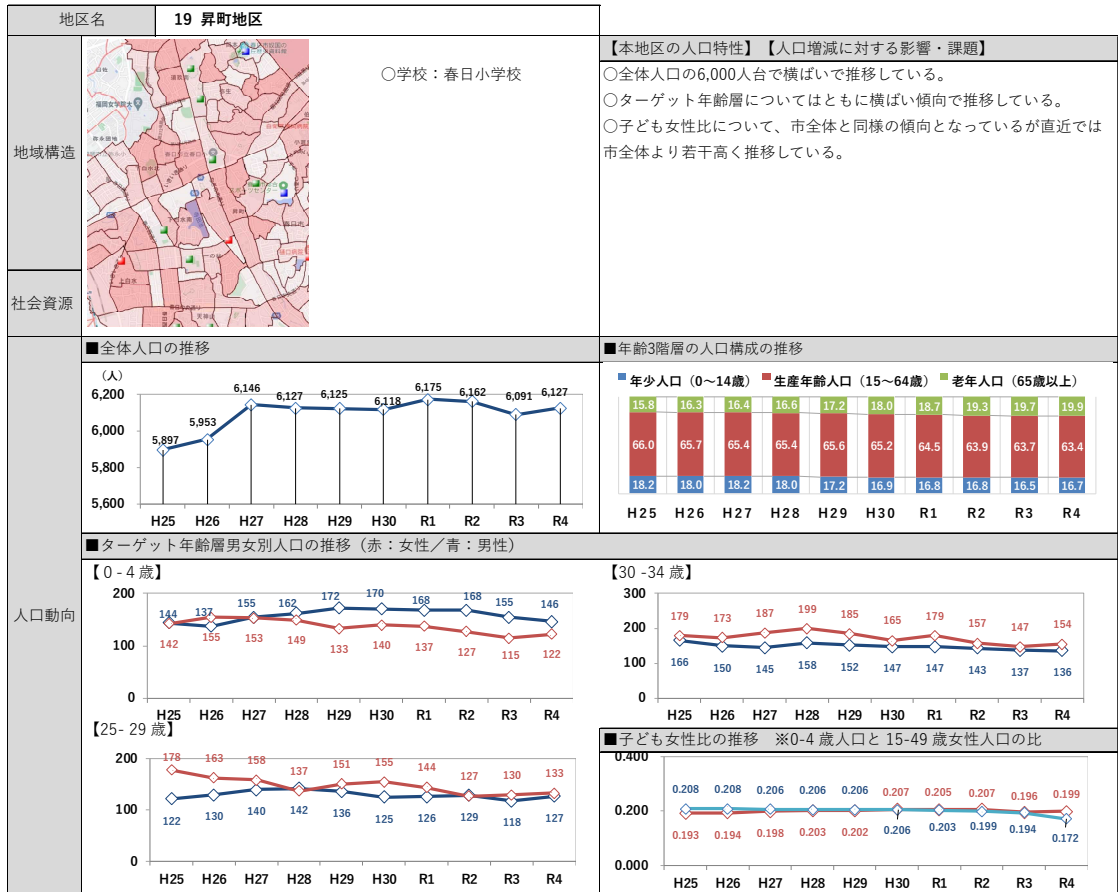 地区名
19 昇町地区
地域構造
社会資源
人口動向
○学校：春日小学校
【本地区の人口特性】【人口増減に対する影響・課題】
○全体人口の6,000人台で横ばいで推移している。
○ターゲット年齢層についてはともに横ばい傾向で推移している。
○子ども女性比について、市全体と同様の傾向となっているが直近では
市全体より若干高く推移している。
福岡女学院大
弥生
昇町
春日市
一の谷
上白水
天神山
■全体人口の推移
（人）
6,200
6,000
5,800
5,600
5,897 5,953 6,146 6,127 6,125 6,118 6,175 6,162 6,091 6,127
H25 H26 H27 H28 H29 H30 R1 R2 R3 R4
■年齢3階層の人口構成の推移
年少人口（0～14歳） 生産年齢人口（15～64歳） 老年人口（65歳以上）
15.8 16.3 16.4 16.6 17.2 18.0 18.7 19.3 19.7 19.9
66.0 65.7 65.4 65.4 65.6 65.2 64.5 63.9 63.7 63.4
18.2 18.0 18.2 18.0 17.2 16.9 16.8 16.8 16.5 16.7
H25 H26 H27 H28 H29 H30 R1 R2 R3 R4
■ターゲット年齢層男女別人口の推移（赤：女性／青：男性）
【0-4歳】
200
100
0
144 137 155 162 172 170 168 168 155 146
142 155 153 149 133 140 137 127 115 122
H25 H26 H27 H28 H29 H30 R1 R2 R3 R4
【30-34歳】
300
200
100
0
179 173 187 199 185 165 179 157 147 154
166 150 145 158 152 147 147 143 137 136
H25 H26 H27 H28 H29 H30 R1 R2 R3 R4
【25-29歳】
200
100
0
178 163 158 137 151 155 144 127 130 133
122 130 140 142 136 125 126 129 118 127
H25 H26 H27 H28 H29 H30 R1 R2 R3 R4
■子ども女性比の推移　※0-4歳人口と15-49歳女性人口の比
0.400
0.200
0.000
0.208 0.208 0.206 0.206 0.206 0.207 0.205 0.207 0.196 0.199
0.193 0.194 0.198 0.203 0.202 0.206 0.203 0.199 0.194 0.172
H25 H26 H27 H28 H29 H30 R1 R2 R3 R4